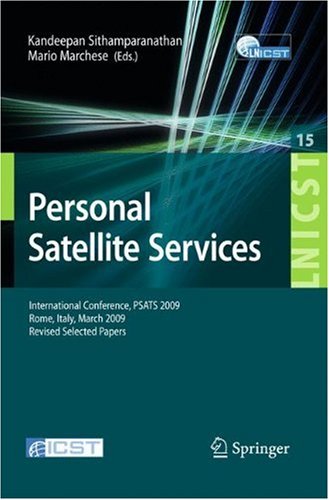 Kandeepan Sithamparanathan
Mario Marchese (Eds.)
LNICST
15
LNICST
Personal
Satellite Services
International Conference, PSATS 2009
Rome, Italy, March 2009
Revised Selected Papers
ICST
Springer